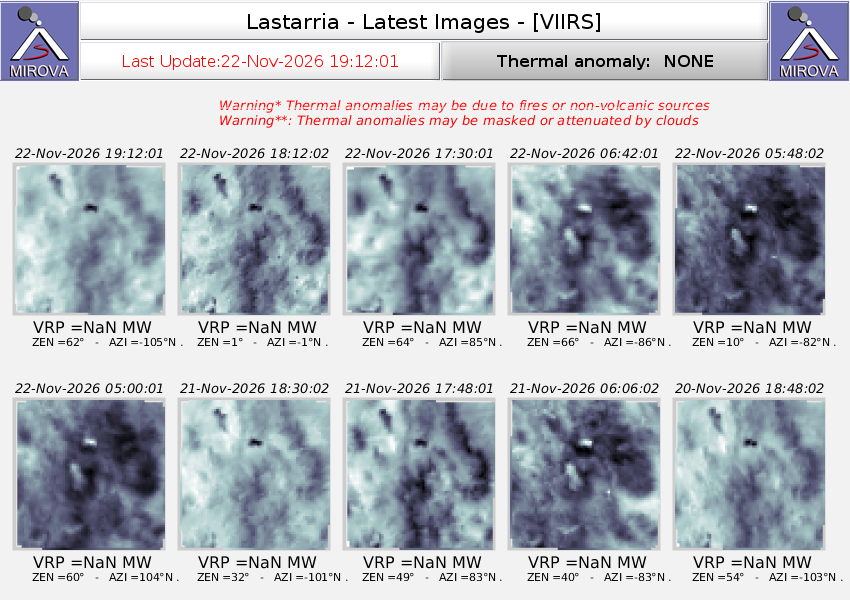 Lastarria - Latest Images - [VIIRS]
MIROVA
MIROVA
Last Update:22-Nov-2026 19:12:01
Thermal anomaly: NONE
Warning* Thermal anomalies may be due to fires or non-volcanic sources
Warning**: Thermal anomalies may be masked or attenuated by clouds
22-Nov-2026 19:12:01 22-Nov-2026 18:12:02 22-Nov-2026 17:30:01 22-Nov-2026 06:42:01 22-Nov-2026 05:48:02
VRP =NaN MW VRP =NaN MW VRP =NaN MW VRP =NaN MW VRP =NaN MW
ZEN =62° - AZI =-105°N . ZEN =1° - AZI =-1°N . ZEN =64° - AZI =85°N . ZEN =66° - AZI =-86°N . ZEN =10° - AZI =-82°N .
22-Nov-2026 05:00:01 21-Nov-2026 18:30:02 21-Nov-2026 17:48:01 21-Nov-2026 06:06:02 20-Nov-2026 18:48:02
VRP =NaN MW VRP =NaN MW VRP =NaN MW VRP =NaN MW VRP =NaN MW
ZEN =60° - AZI =104°N . ZEN =32° - AZI =-101°N . ZEN =49° - AZI =83°N . ZEN =40° - AZI =-83°N . ZEN =54° - AZI =-103°N .